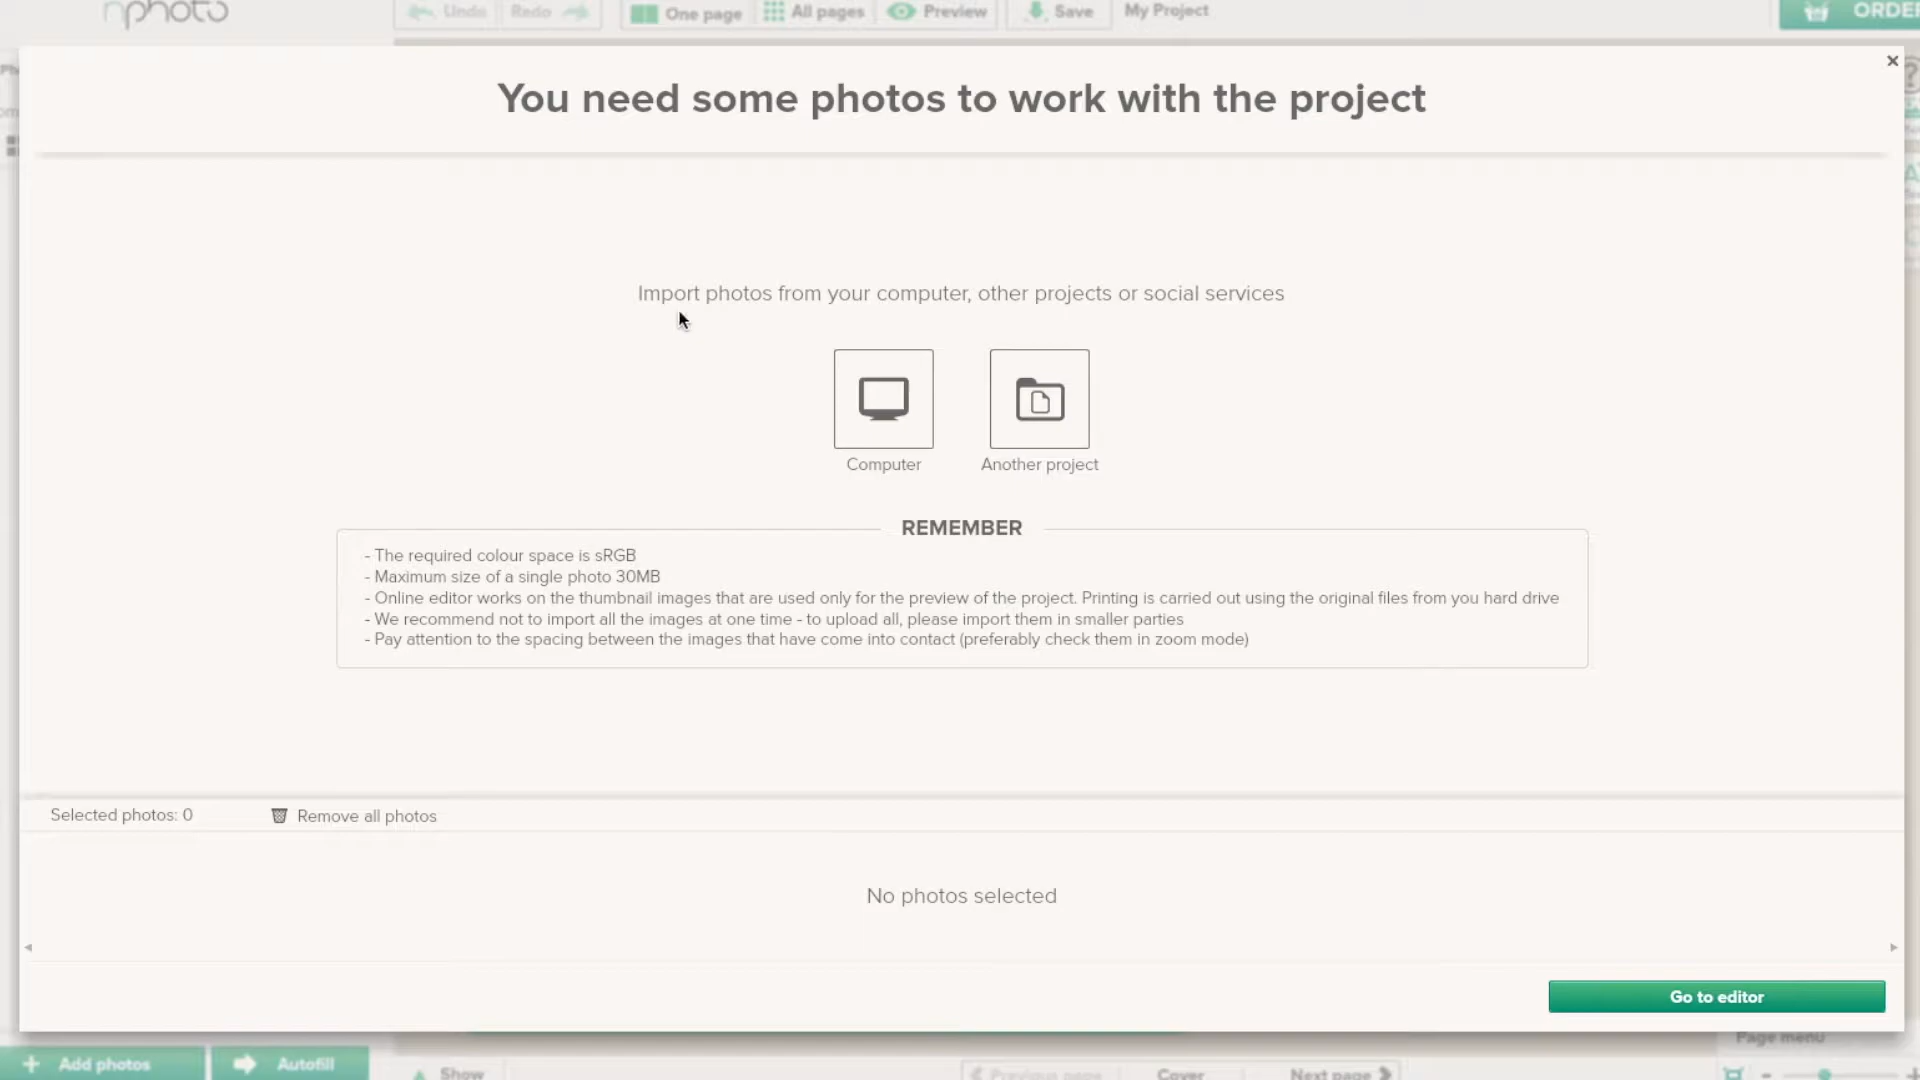 nphoto
Undo Redo One page All pages Preview Save My Project
You need some photos to work with the project
Import photos from your computer, other projects or social services
Computer Another project
REMEMBER
- The required colour space is sRGB
- Maximum size of a single photo 30MB
- Online editor works on the thumbnail images that are used only for the preview of the project. Printing is carried out using the original files from you hard drive
- We recommend not to import all the images at one time - to upload all, please import them in smaller parties
- Pay attention to the spacing between the images that have come into contact (preferably check them in zoom mode)
Selected photos: 0 Remove all photos
No photos selected
Go to editor
Page menu
Add photos Autofill Show Previous page Cover Next page